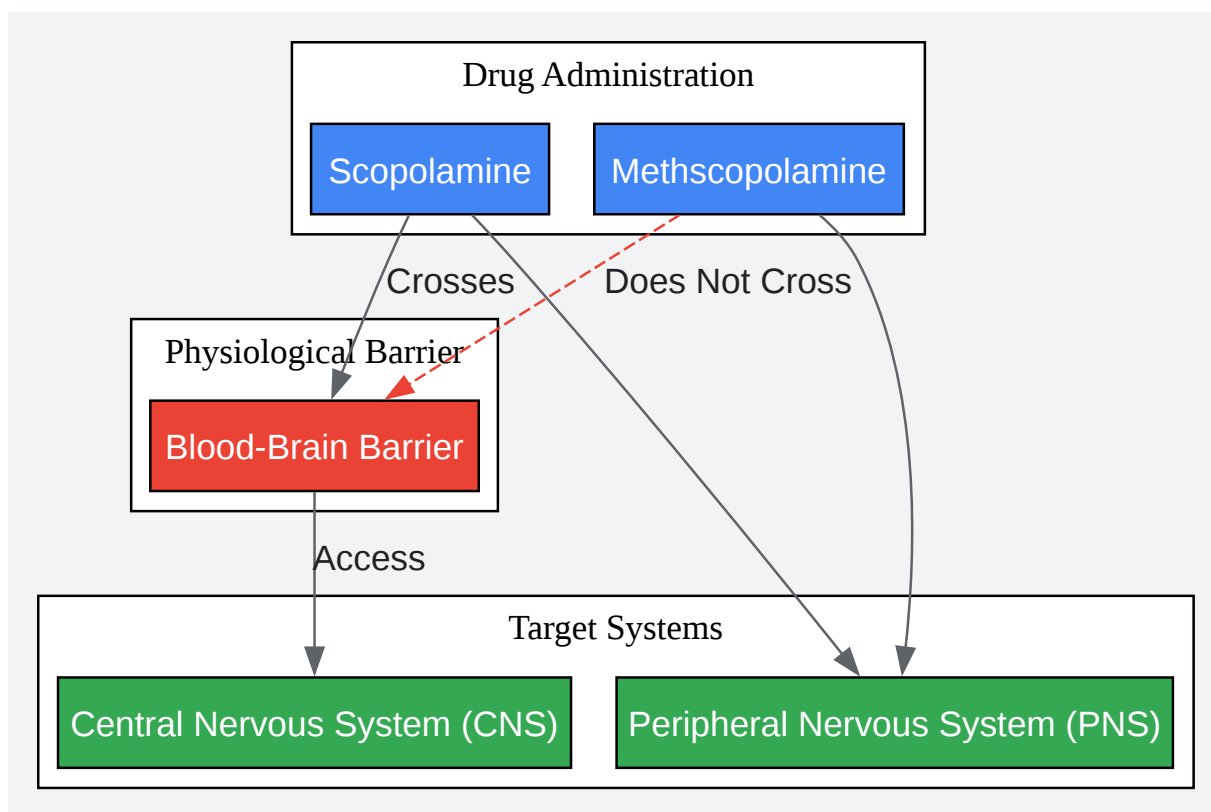 Drug Administration
Scopolamine
Methscopolamine
Crosses
Does Not Cross
Physiological Barrier
Blood-Brain Barrier
Access
Target Systems
Central Nervous System (CNS)
Peripheral Nervous System (PNS)